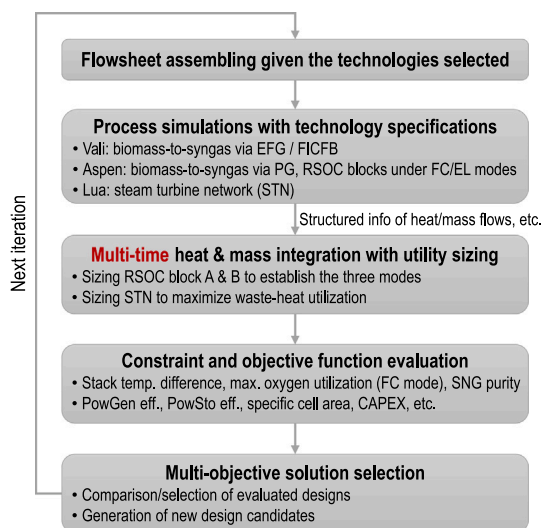 Flowsheet assembling given the technologies selected
Process simulations with technology specifications
• Vali: biomass-to-syngas via EFG / FICFB
• Aspen: biomass-to-syngas via PG, RSOC blocks under FC/EL modes
• Lua: steam turbine network (STN)
Structured info of heat/mass flows, etc.
Next iteration
Multi-time heat & mass integration with utility sizing
• Sizing RSOC block A & B to establish the three modes
• Sizing STN to maximize waste-heat utilization
Constraint and objective function evaluation
• Stack temp. difference, max. oxygen utilization (FC mode), SNG purity
• PowGen eff., PowSto eff., specific cell area, CAPEX, etc.
Multi-objective solution selection
• Comparison/selection of evaluated designs
• Generation of new design candidates